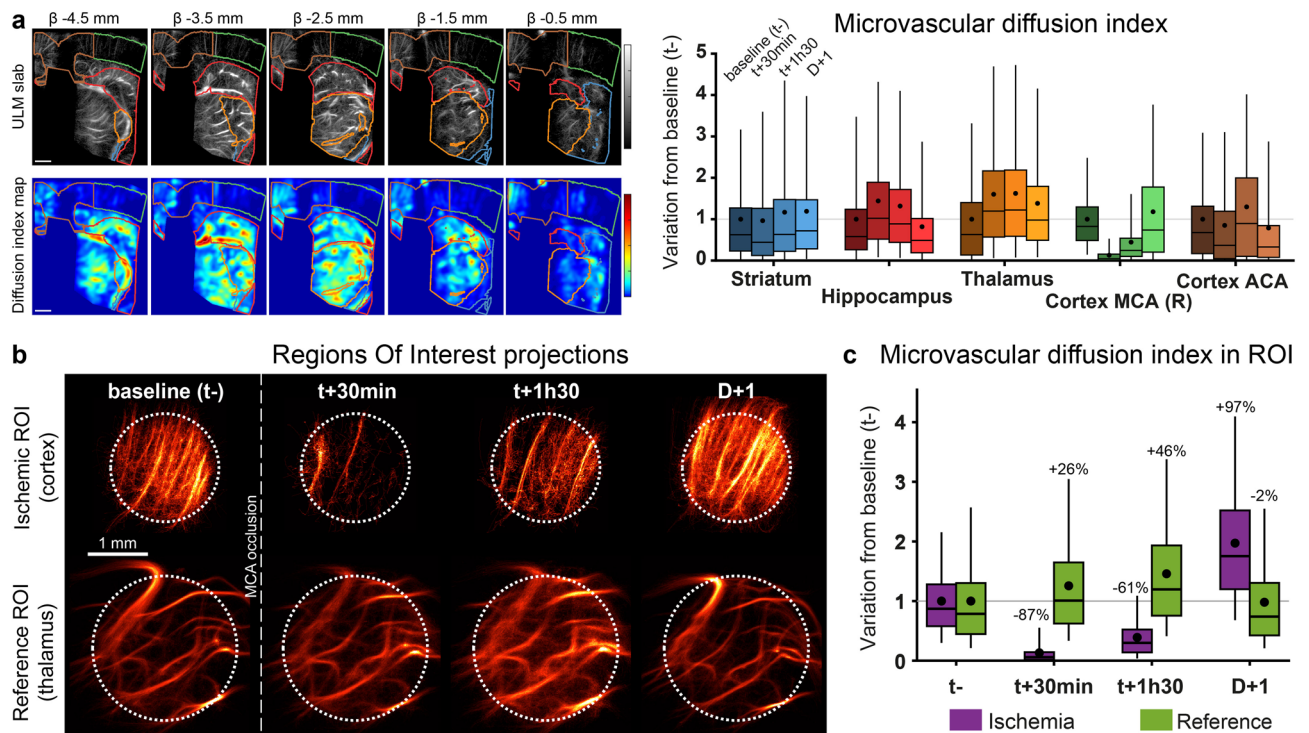 a
β -4.5 mm
β -3.5 mm
β -2.5 mm
β -1.5 mm
β -0.5 mm
ULM slab
Diffusion index map
Microvascular diffusion index
Variation from baseline (t-)
5
4
3
2
1
0
baseline (t-)
t+30min
t+1h30
D+1
Striatum
Hippocampus
Thalamus
Cortex MCA (R)
Cortex ACA
b
Regions Of Interest projections
baseline (t-)
t+30min
t+1h30
D+1
Ischemic ROI
(cortex)
1 mm
MCA occlusion
Reference ROI
(thalamus)
c
Microvascular diffusion index in ROI
Variation from baseline (t-)
4
3
2
1
0
-87%
+26%
-61%
+46%
+97%
-2%
t-
t+30min
t+1h30
D+1
Ischemia
Reference